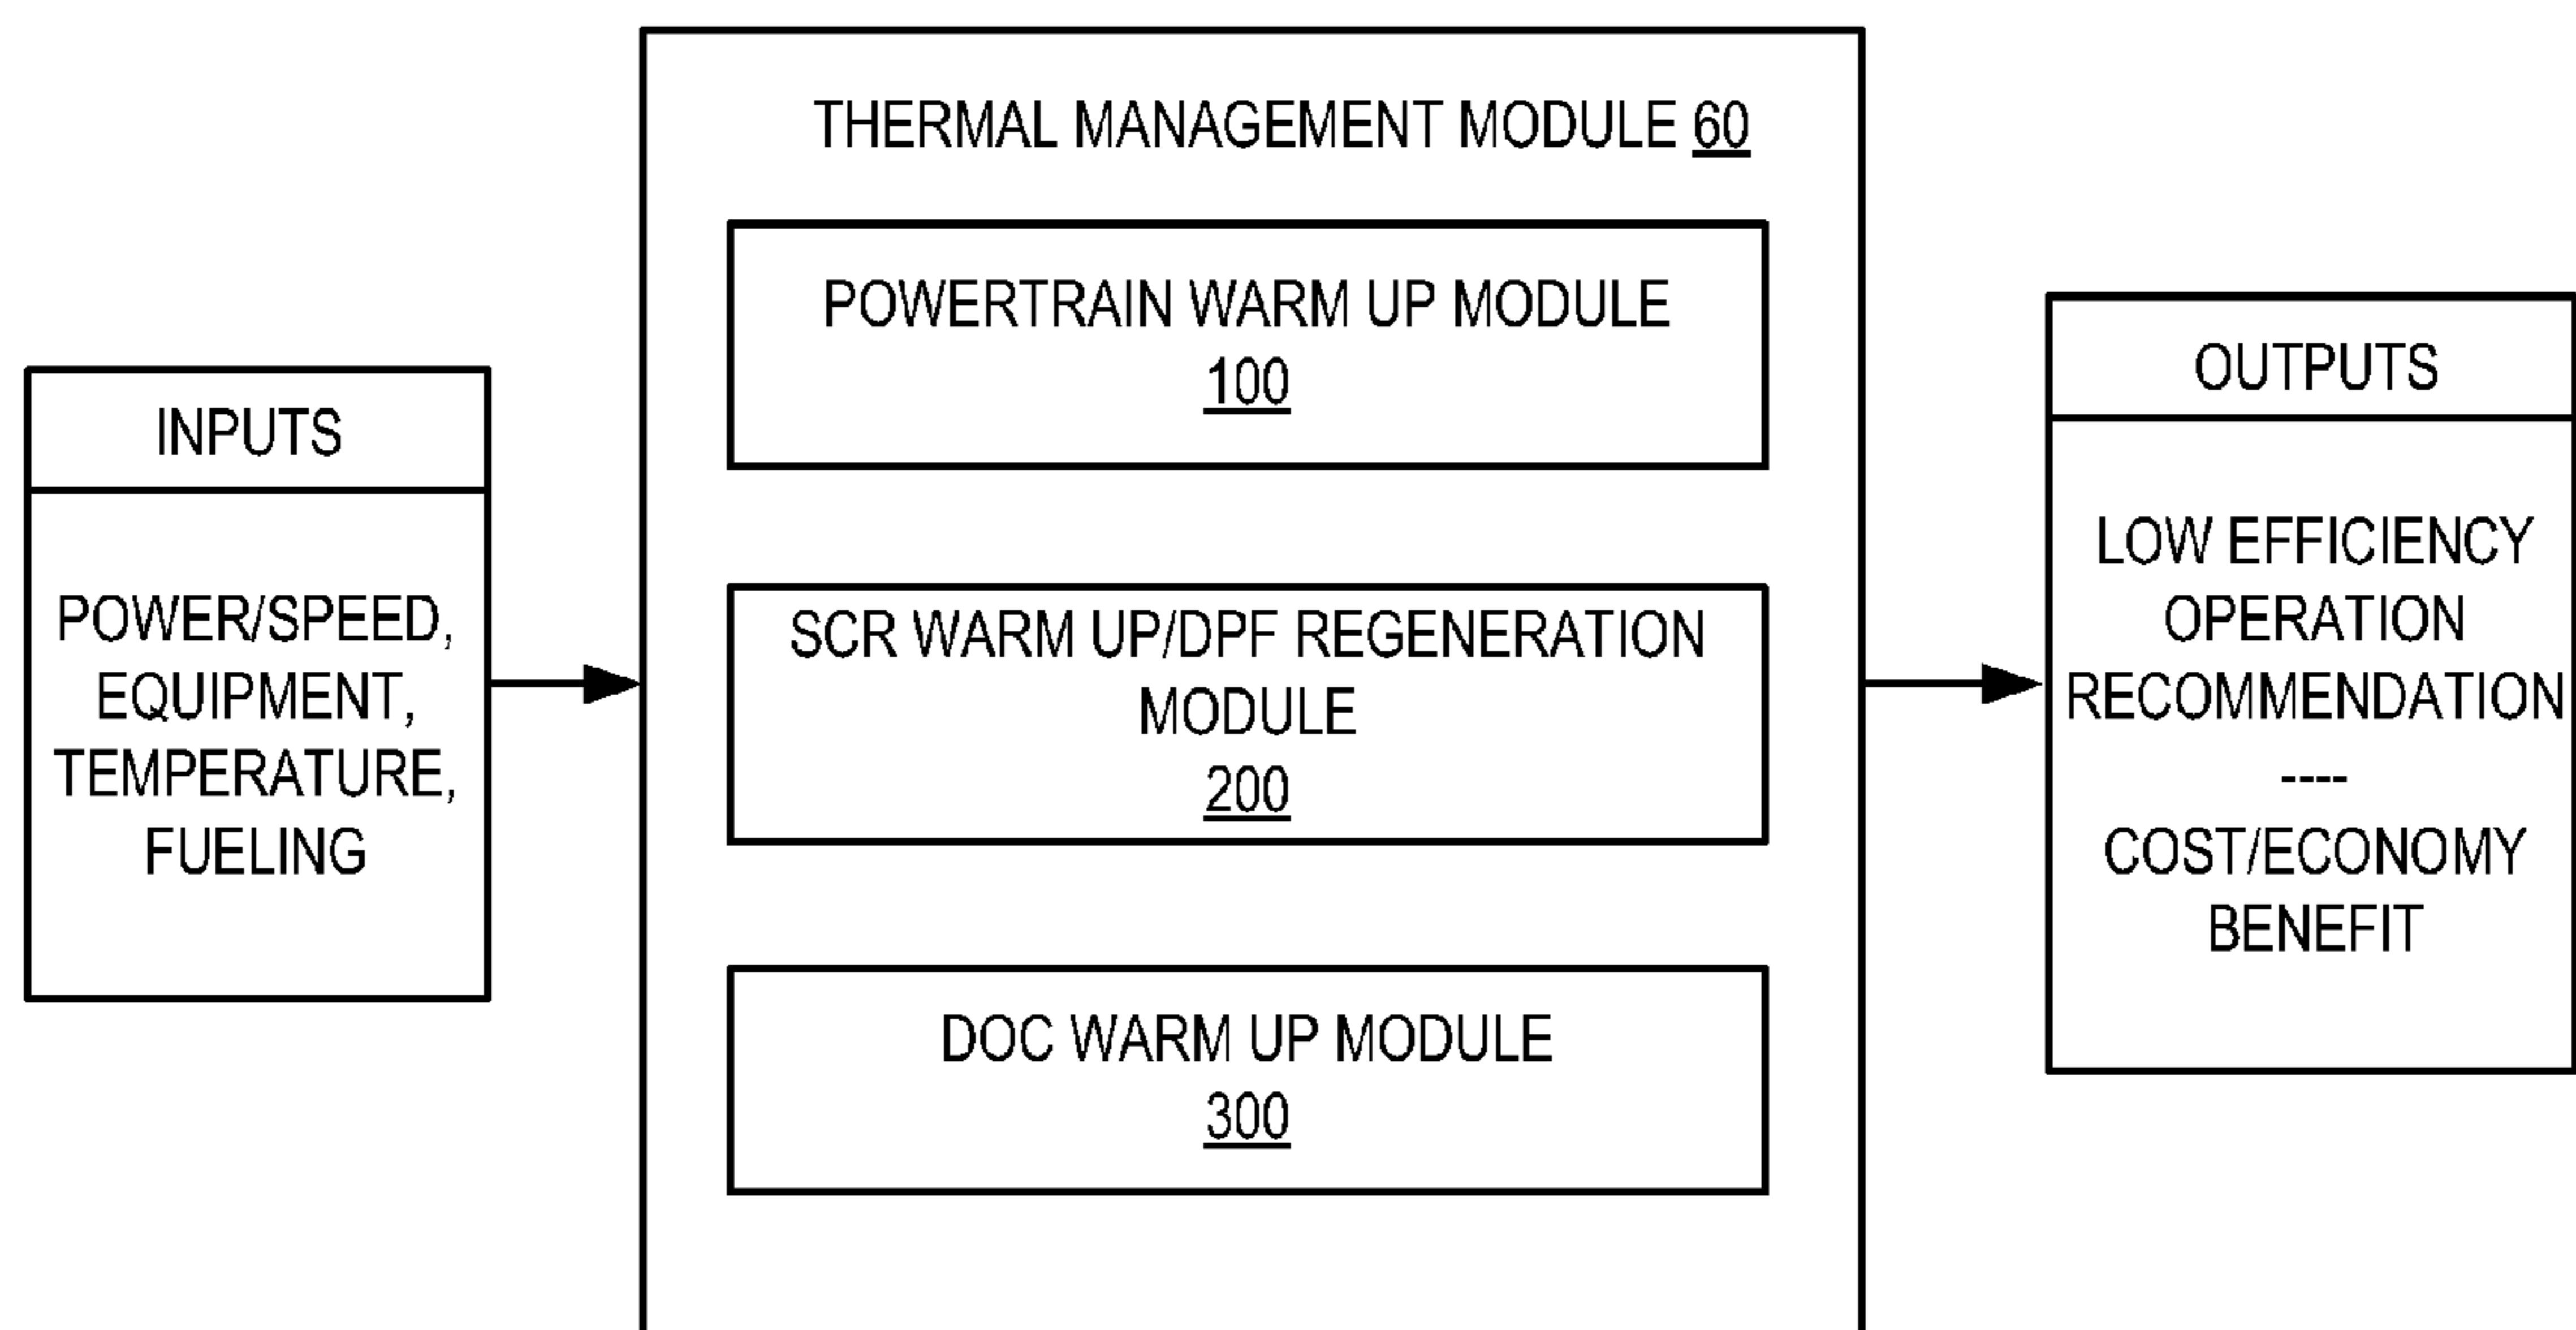 INPUTS
POWER/SPEED,
EQUIPMENT,
TEMPERATURE,
FUELING
THERMAL MANAGEMENT MODULE 60
POWERTRAIN WARM UP MODULE
100
SCR WARM UP/DPF REGENERATION
MODULE
200
DOC WARM UP MODULE
300
OUTPUTS
LOW EFFICIENCY
OPERATION
RECOMMENDATION
----
COST/ECONOMY
BENEFIT